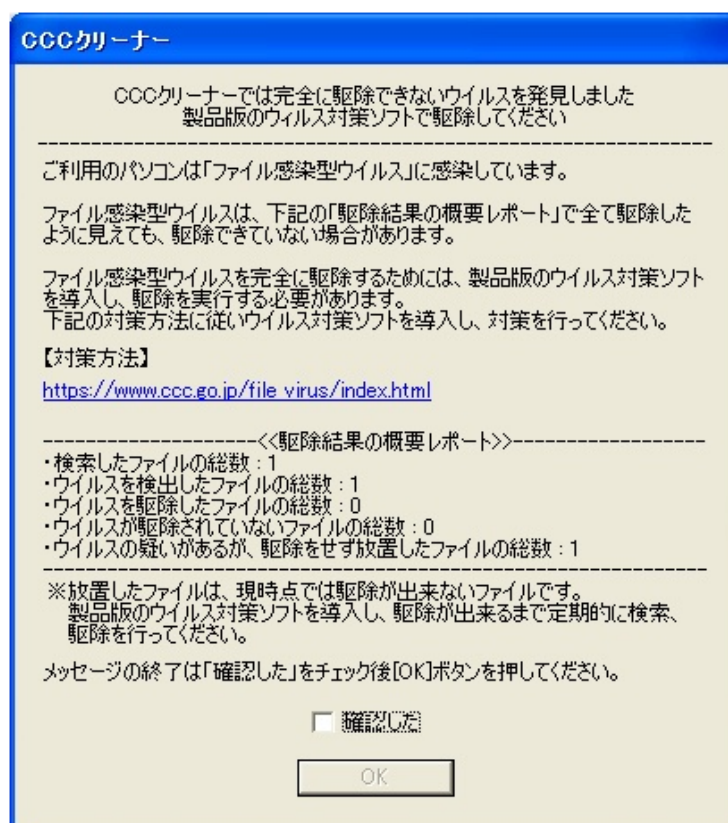 CCCクリーナー
CCCクリーナーでは完全に駆除できないウイルスを発見しました
製品版のウィルス対策ソフトで駆除してください
ご利用のパソコンは「ファイル感染型ウイルス」に感染しています。
ファイル感染型ウイルスは、下記の「駆除結果の概要レポート」で全て駆除した
ように見えても、駆除できていない場合があります。
ファイル感染型ウイルスを完全に駆除するためには、製品版のウイルス対策ソフト
を導入し、駆除を実行する必要があります。
下記の対策方法に従いウイルス対策ソフトを導入し、対策を行ってください。
【対策方法】
https://www.ccc.go.jp/file_virus/index.html
--------------------<<駆除結果の概要レポート>>------------------
・検索したファイルの総数：1
・ウイルスを検出したファイルの総数：1
・ウイルスを駆除したファイルの総数：0
・ウイルスが駆除されていないファイルの総数：0
・ウイルスの疑いがあるが、駆除をせず放置したファイルの総数：1
※放置したファイルは、現時点では駆除が出来ないファイルです。
製品版のウイルス対策ソフトを導入し、駆除が出来るまで定期的に検索、
駆除を行ってください。
メッセージの終了は「確認した」をチェック後[OK]ボタンを押してください。
確認した
OK